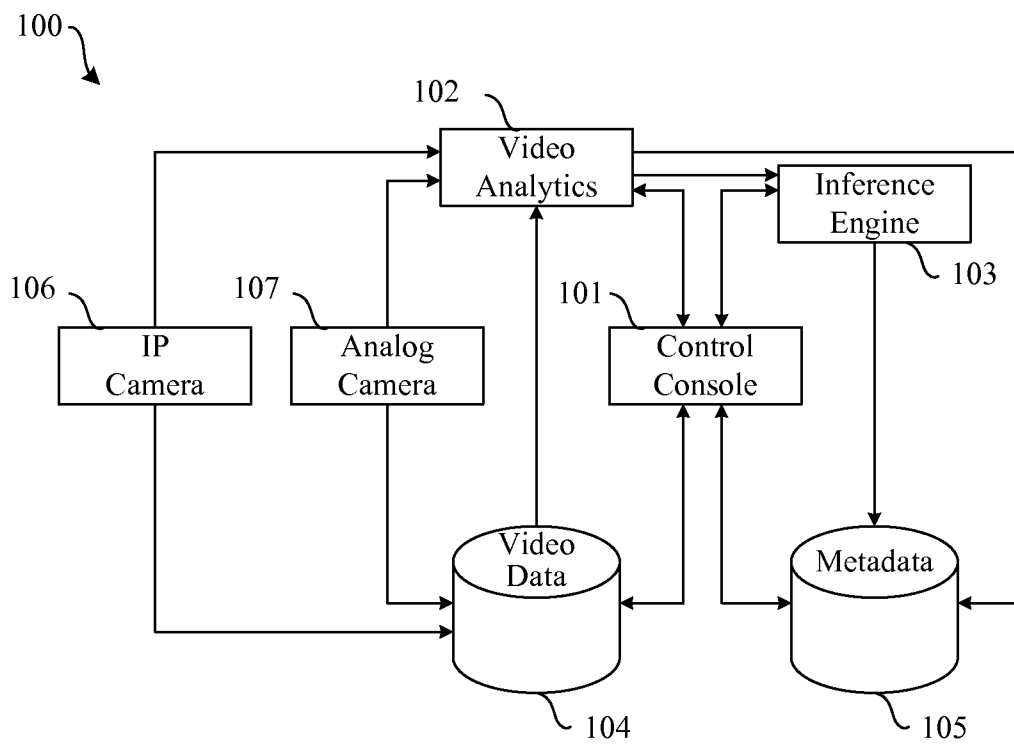 100
102
Video
Analytics
Inference
Engine
103
106
107
101
IP
Camera
Analog
Camera
Control
Console
Video
Data
Metadata
104
105